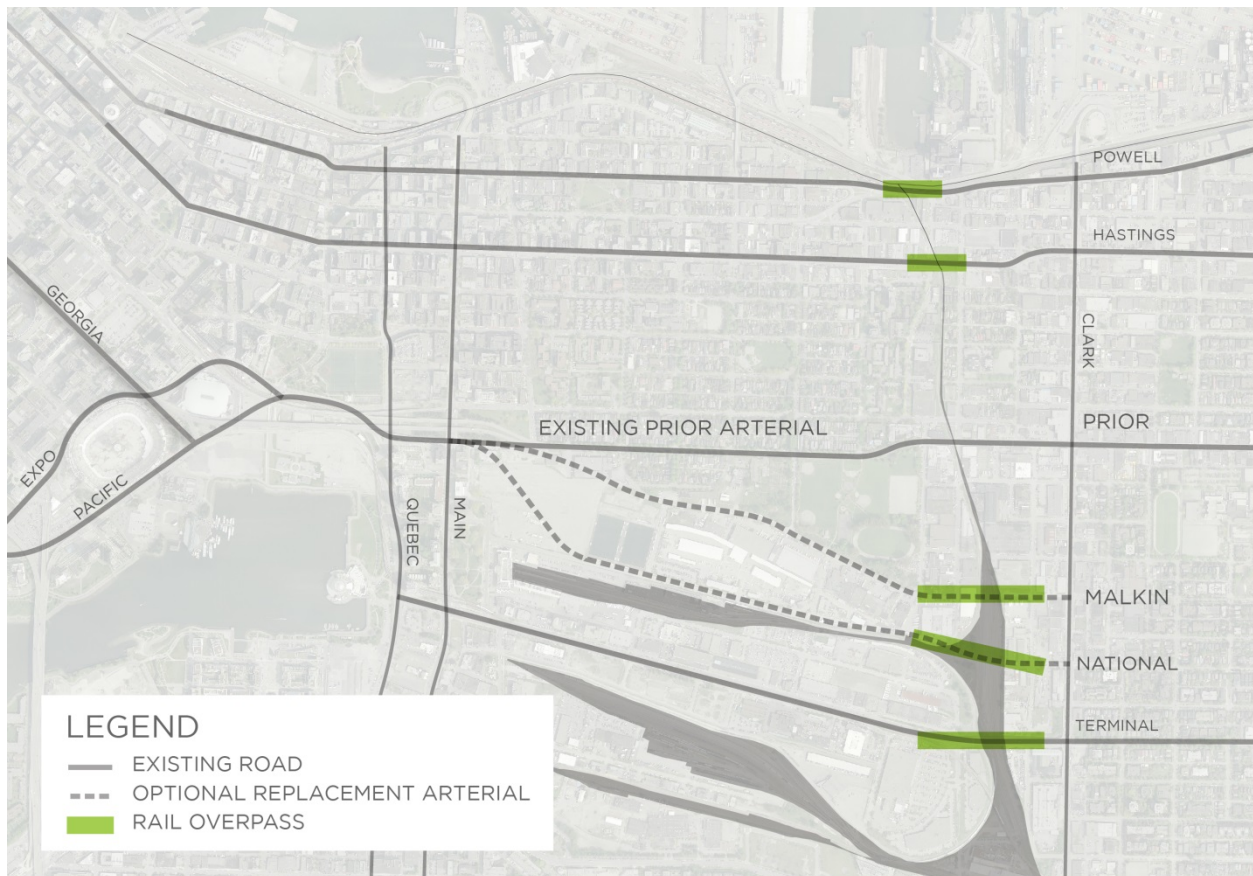 POWELL
HASTINGS
GEORGIA
CLARK
EXPO
PACIFIC
EXISTING PRIOR ARTERIAL
PRIOR
QUEBEC
MAIN
MALKIN
NATIONAL
TERMINAL
LEGEND
EXISTING ROAD
OPTIONAL REPLACEMENT ARTERIAL
RAIL OVERPASS